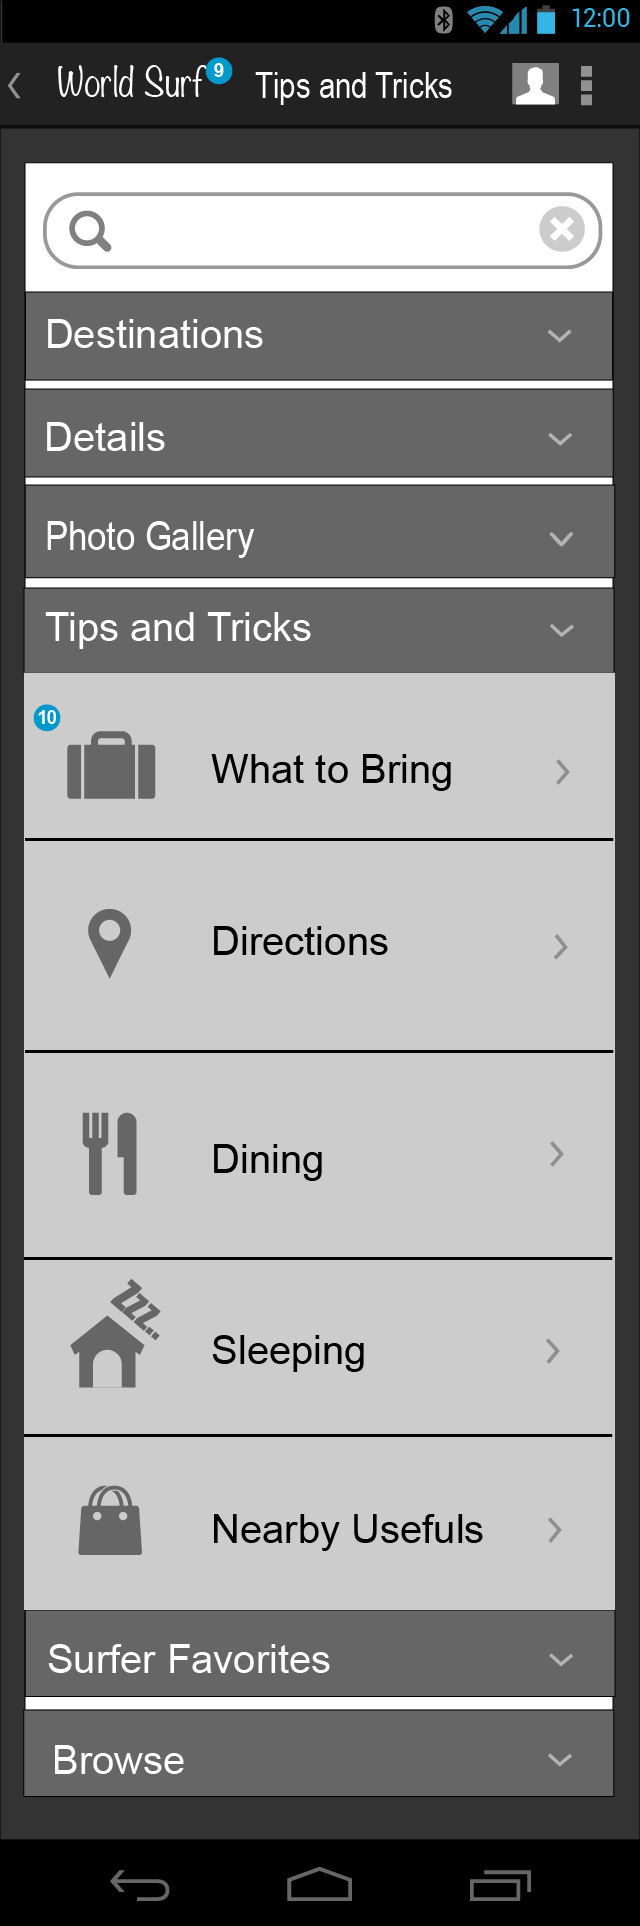 12:00
World Surf 9 Tips and Tricks
Destinations
Details
Photo Gallery
Tips and Tricks
10
What to Bring
Directions
Dining
ZZZ..
Sleeping
Nearby Usefuls
Surfer Favorites
Browse